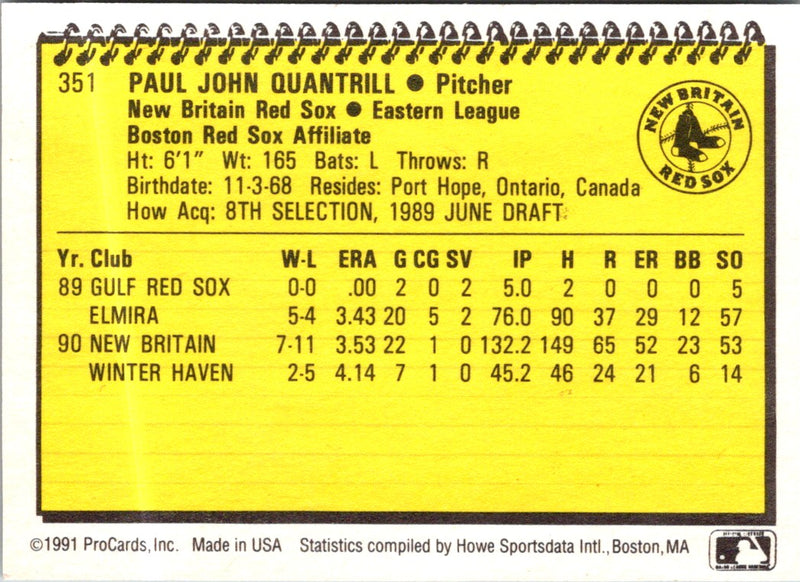 351 PAUL JOHN QUANTRILL ● Pitcher
New Britain Red Sox ● Eastern League
Boston Red Sox Affiliate
Ht: 6'1" Wt: 165 Bats: L Throws: R
Birthdate: 11-3-68 Resides: Port Hope, Ontario, Canada
How Acq: 8TH SELECTION, 1989 JUNE DRAFT
NEW BRITAIN
RED SOX
Yr. Club W-L ERA G CG SV IP H R ER BB SO
89 GULF RED SOX 0-0 .00 2 0 2 5.0 2 0 0 0 5
ELMIRA 5-4 3.43 20 5 2 76.0 90 37 29 12 57
90 NEW BRITAIN 7-11 3.53 22 1 0 132.2 149 65 52 23 53
WINTER HAVEN 2-5 4.14 7 1 0 45.2 46 24 21 6 14
©1991 ProCards, Inc. Made in USA Statistics compiled by Howe Sportsdata Intl., Boston, MA